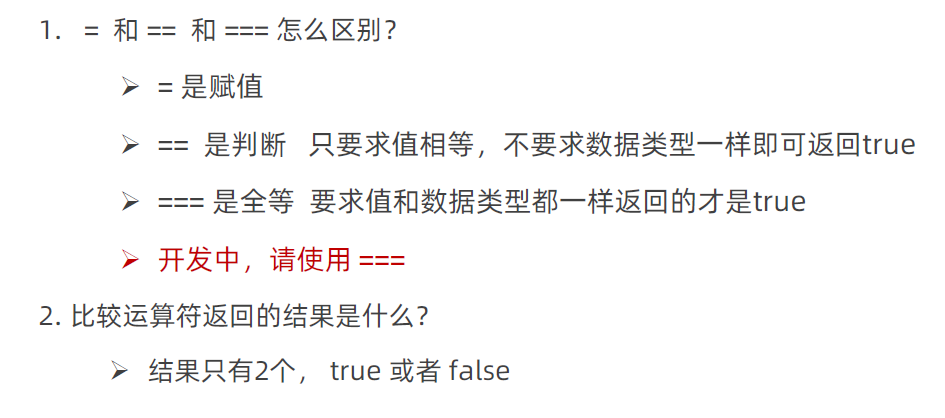 1. = 和 == 和 === 怎么区别？
➢ = 是赋值
➢ == 是判断 只要求值相等，不要求数据类型一样即可返回true
➢ === 是全等 要求值和数据类型都一样返回的才是true
➢ 开发中，请使用 ===
2. 比较运算符返回的结果是什么？
➢ 结果只有2个， true 或者 false